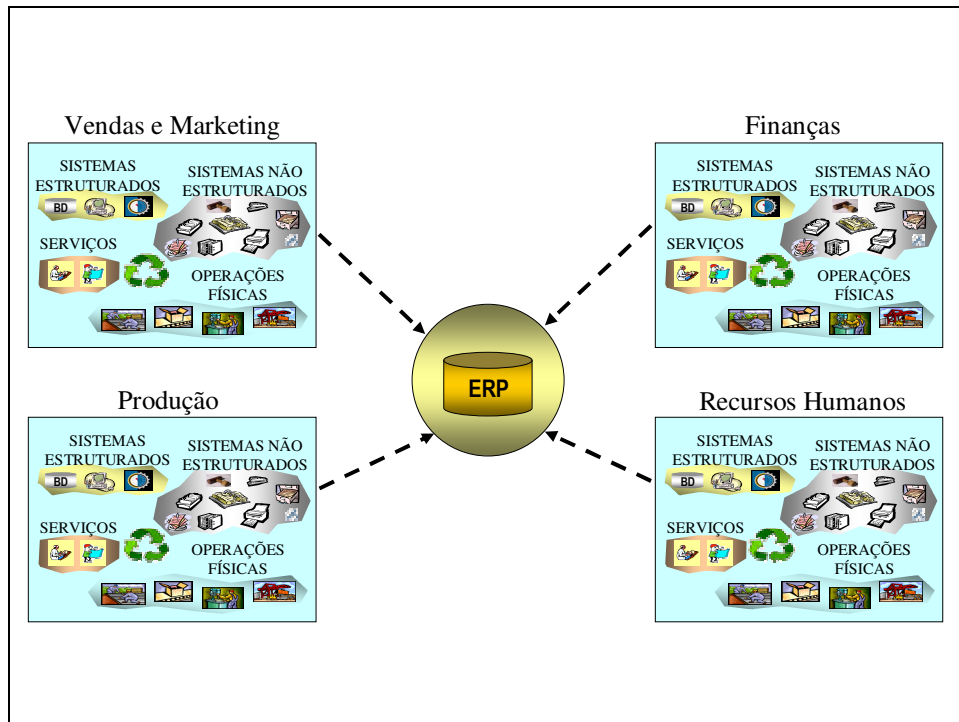 Vendas e Marketing
SISTEMAS
ESTRUTURADOS
SISTEMAS NÃO
ESTRUTURADOS
BD
SERVIÇOS
OPERAÇÕES
FÍSICAS
Finanças
SISTEMAS
ESTRUTURADOS
SISTEMAS NÃO
ESTRUTURADOS
BD
SERVIÇOS
OPERAÇÕES
FÍSICAS
ERP
Produção
SISTEMAS
ESTRUTURADOS
SISTEMAS NÃO
ESTRUTURADOS
BD
SERVIÇOS
OPERAÇÕES
FÍSICAS
Recursos Humanos
SISTEMAS
ESTRUTURADOS
SISTEMAS NÃO
ESTRUTURADOS
BD
SERVIÇOS
OPERAÇÕES
FÍSICAS